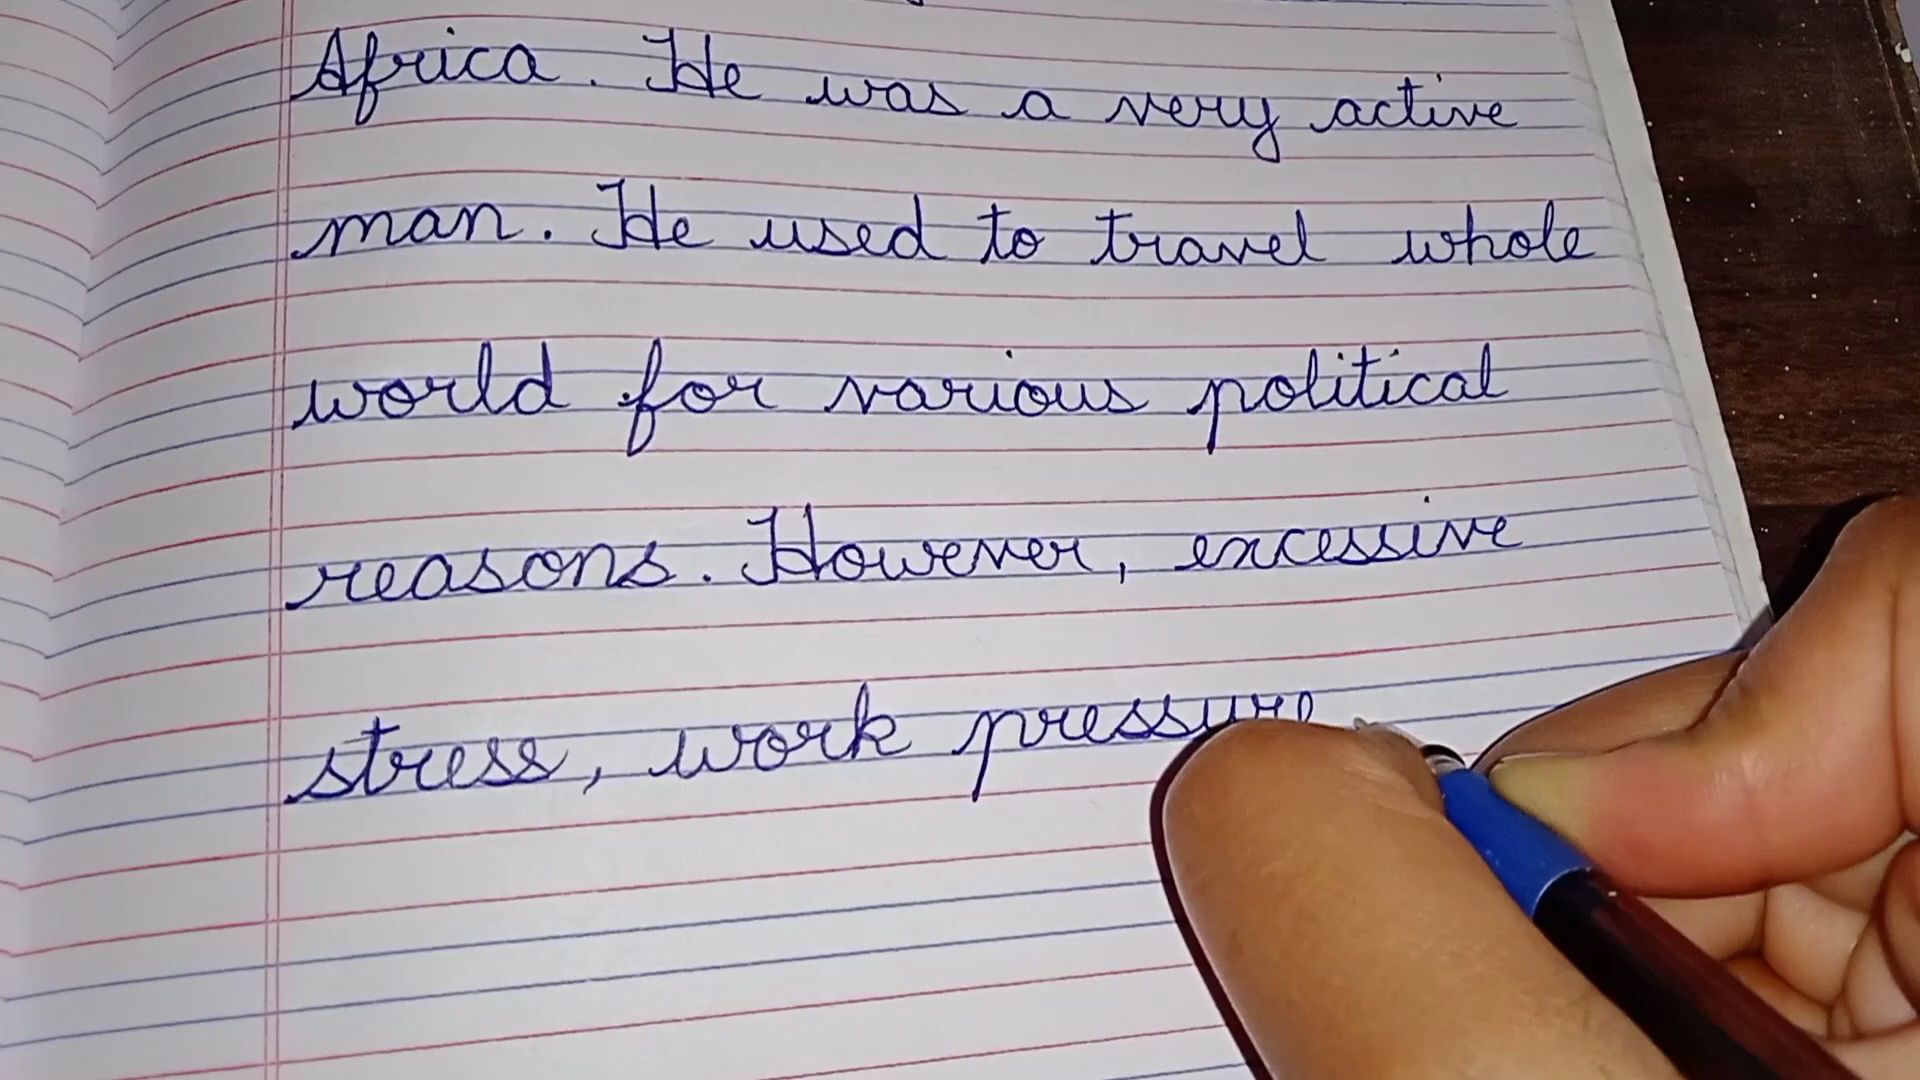 Africa. He was a very active
man. He used to travel whole
world for various political
reasons. However, excessive
stress, work pressure